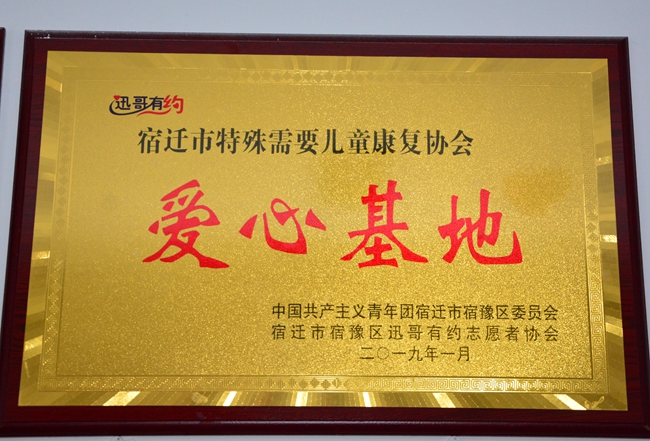 迅哥有约
宿迁市特殊需要儿童康复协会
爱心基地
中国共产主义青年团宿迁市宿豫区委员会
宿迁市宿豫区迅哥有约志愿者协会
二〇一九年一月